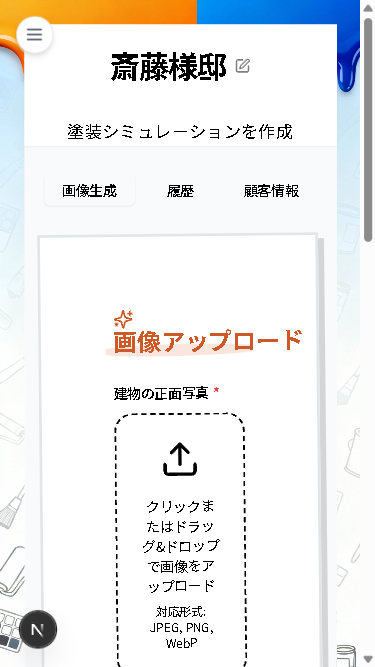 斎藤様邸
塗装シミュレーションを作成
画像生成
履歴
顧客情報
画像アップロード
建物の正面写真 *
クリックま
たはドラッ
グ&ドロップ
で画像をア
ップロード
対応形式:
JPEG, PNG,
WebP
N